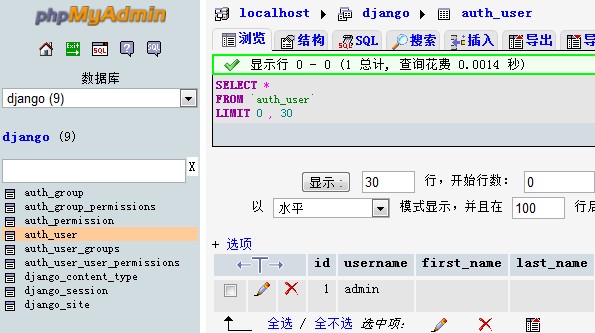 phpMyAdmin
SQL
数据库
django (9)
django (9)
X
auth_group
auth_group_permissions
auth_permission
auth_user
auth_user_groups
auth_user_user_permissions
django_content_type
django_session
django_site
localhost ▸ django ▸ auth_user
浏览 结构 SQL 搜索 插入 导出
显示行 0 - 0 (1 总计, 查询花费 0.0014 秒)
SELECT *
FROM `auth_user`
LIMIT 0 , 30
显示 : 30 行，开始行数: 0
以 水平 模式显示，并且在 100 行后
+ 选项
←T→ id username first_name last_name
1 admin
全选 / 全不选 选中项: